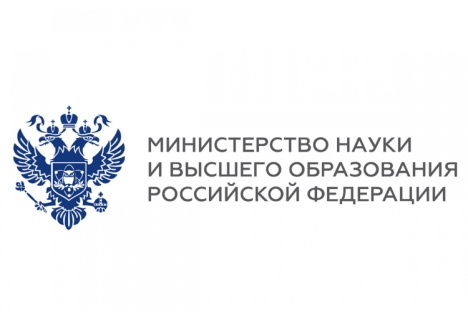 МИНИСТЕРСТВО НАУКИ
И ВЫСШЕГО ОБРАЗОВАНИЯ
РОССИЙСКОЙ ФЕДЕРАЦИИ